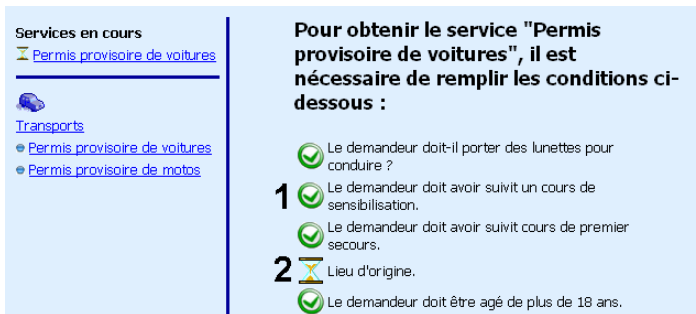 Services en cours
Permis provisoire de voitures
Transports
Permis provisoire de voitures
Permis provisoire de motos
Pour obtenir le service "Permis
provisoire de voitures", il est
nécessaire de remplir les conditions ci-
dessous :
Le demandeur doit-il porter des lunettes pour
conduire ?
1 Le demandeur doit avoir suivit un cours de
sensibilisation.
Le demandeur doit avoir suivit cours de premier
secours.
2 Lieu d'origine.
Le demandeur doit être agé de plus de 18 ans.